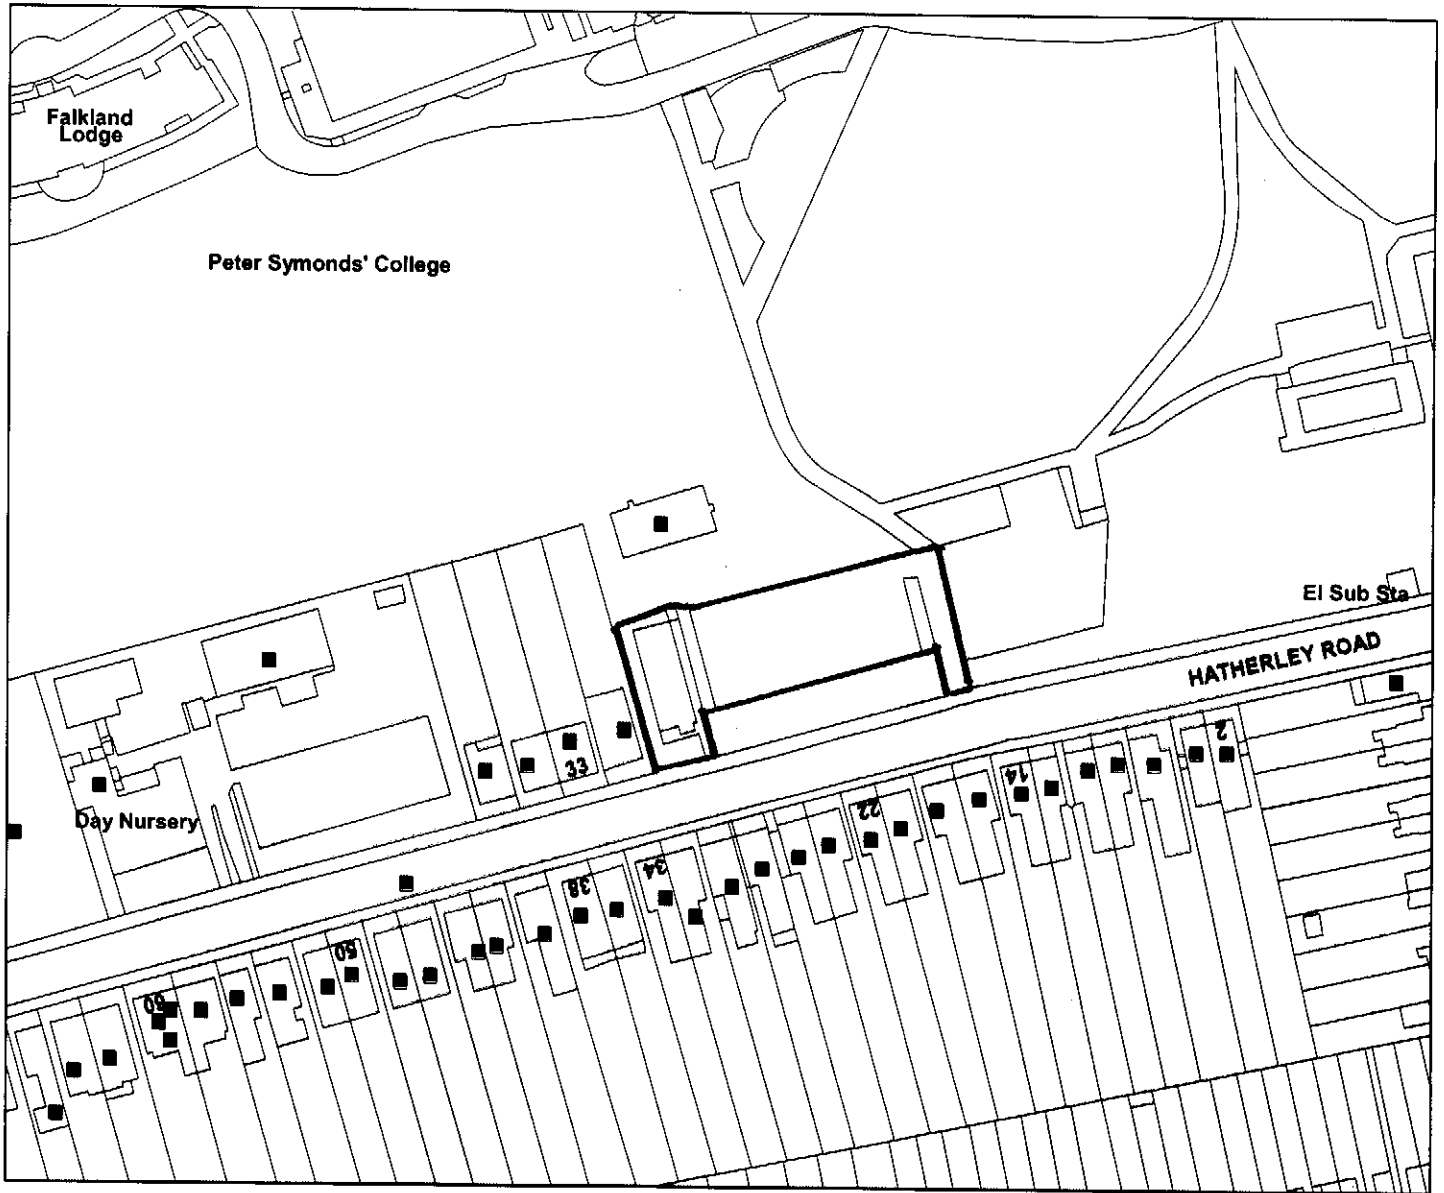 Falkland
Lodge
Peter Symonds' College
El Sub Sta
HATHERLEY ROAD
2
14
33
22
Day Nursery
34
38
50
60